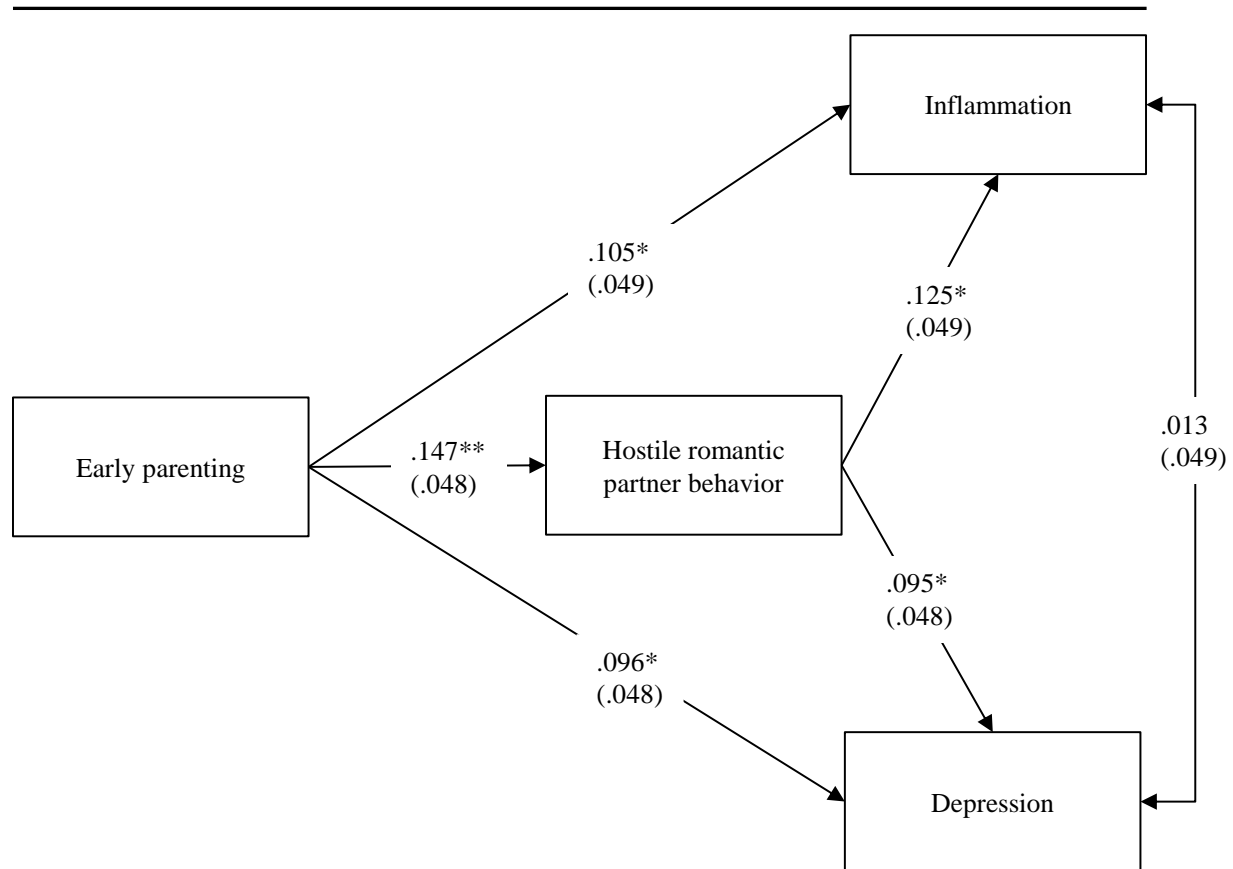 Inflammation
.105*
(.049)
.125*
(.049)
Early parenting
.147**
(.048)
Hostile romantic
partner behavior
.013
(.049)
.095*
(.048)
.096*
(.048)
Depression